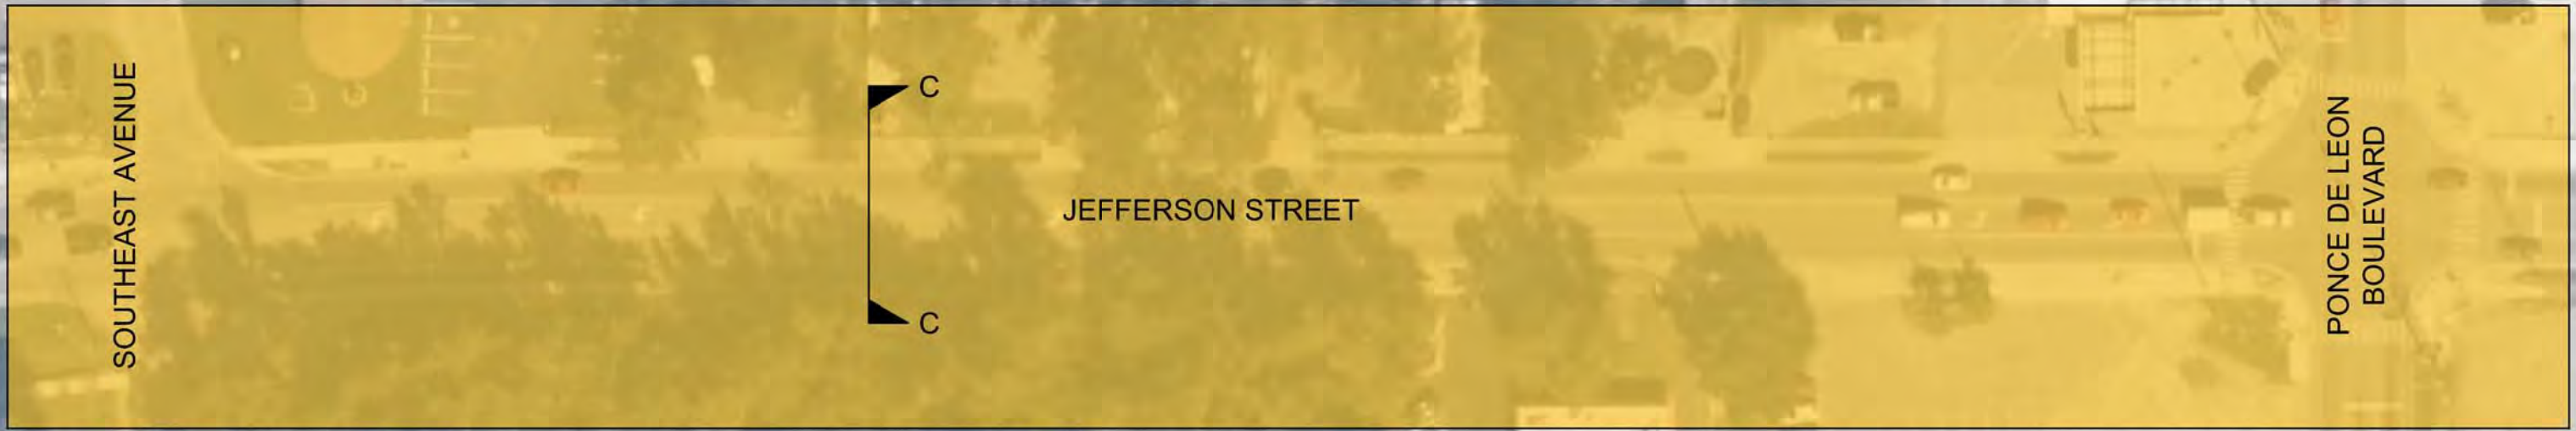 SOUTHEAST AVENUE
C
C
JEFFERSON STREET
PONCE DE LEON
BOULEVARD